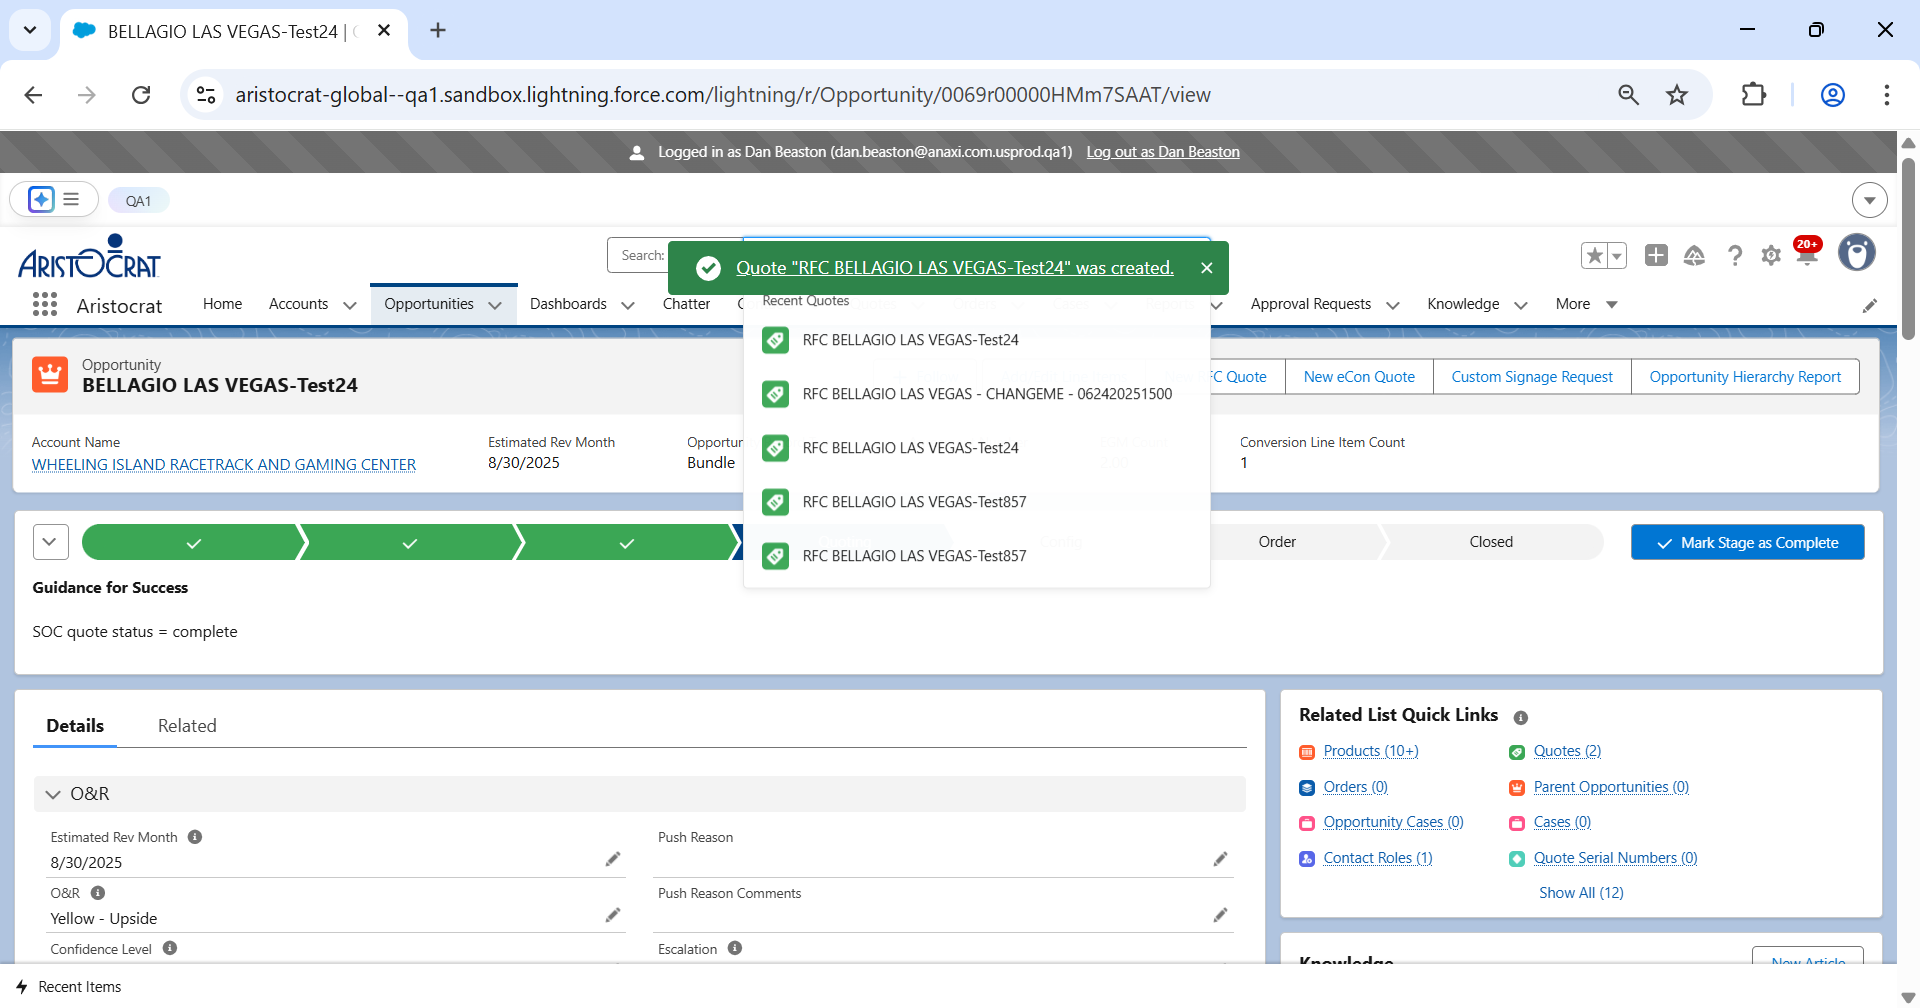 BELLAGIO LAS VEGAS-Test24 |
aristocrat-global--qa1.sandbox.lightning.force.com/lightning/r/Opportunity/0069r00000HMm7SAAT/view
Logged in as Dan Beaston (dan.beaston@anaxi.com.usprod.qa1) Log out as Dan Beaston
QA1
ARISTOCRAT
Search:
Quote "RFC BELLAGIO LAS VEGAS-Test24" was created.
20+
Aristocrat
Home
Accounts
Opportunities
Dashboards
Chatter
Approval Requests
Knowledge
More
Recent Quotes
RFC BELLAGIO LAS VEGAS-Test24
RFC BELLAGIO LAS VEGAS - CHANGEME - 062420251500
RFC BELLAGIO LAS VEGAS-Test24
RFC BELLAGIO LAS VEGAS-Test857
RFC BELLAGIO LAS VEGAS-Test857
Opportunity
BELLAGIO LAS VEGAS-Test24
FC Quote
New eCon Quote
Custom Signage Request
Opportunity Hierarchy Report
Account Name
WHEELING ISLAND RACETRACK AND GAMING CENTER
Estimated Rev Month
8/30/2025
Opportun
Bundle
2.00
Conversion Line Item Count
1
Config
Order
Closed
Mark Stage as Complete
Guidance for Success
SOC quote status = complete
Details
Related
O&R
Estimated Rev Month
8/30/2025
Push Reason
O&R
Yellow - Upside
Push Reason Comments
Confidence Level
Escalation
Related List Quick Links
Products (10+)
Quotes (2)
Orders (0)
Parent Opportunities (0)
Opportunity Cases (0)
Cases (0)
Contact Roles (1)
Quote Serial Numbers (0)
Show All (12)
Knowledge
New Article
Recent Items